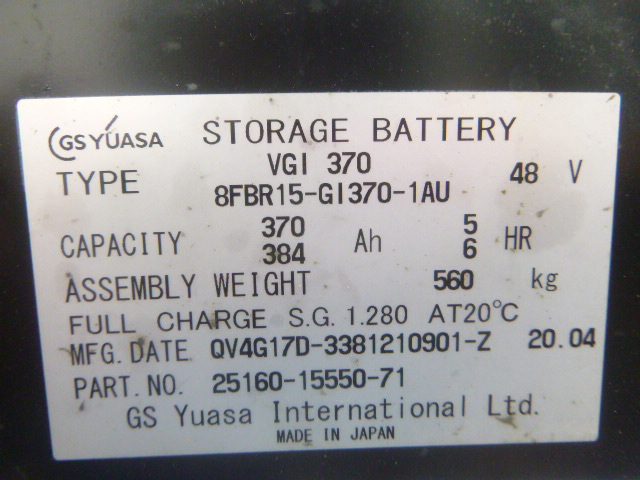 GS YUASA STORAGE BATTERY
TYPE VGI 370 48 V
8FBR15-GI370-1AU
CAPACITY 370 Ah 5 HR
384 6
ASSEMBLY WEIGHT 560 kg
FULL CHARGE S.G. 1.280 AT20℃
MFG. DATE QV4G17D-3381210901-Z 20.04
PART. NO. 25160-15550-71
GS Yuasa International Ltd.
MADE IN JAPAN